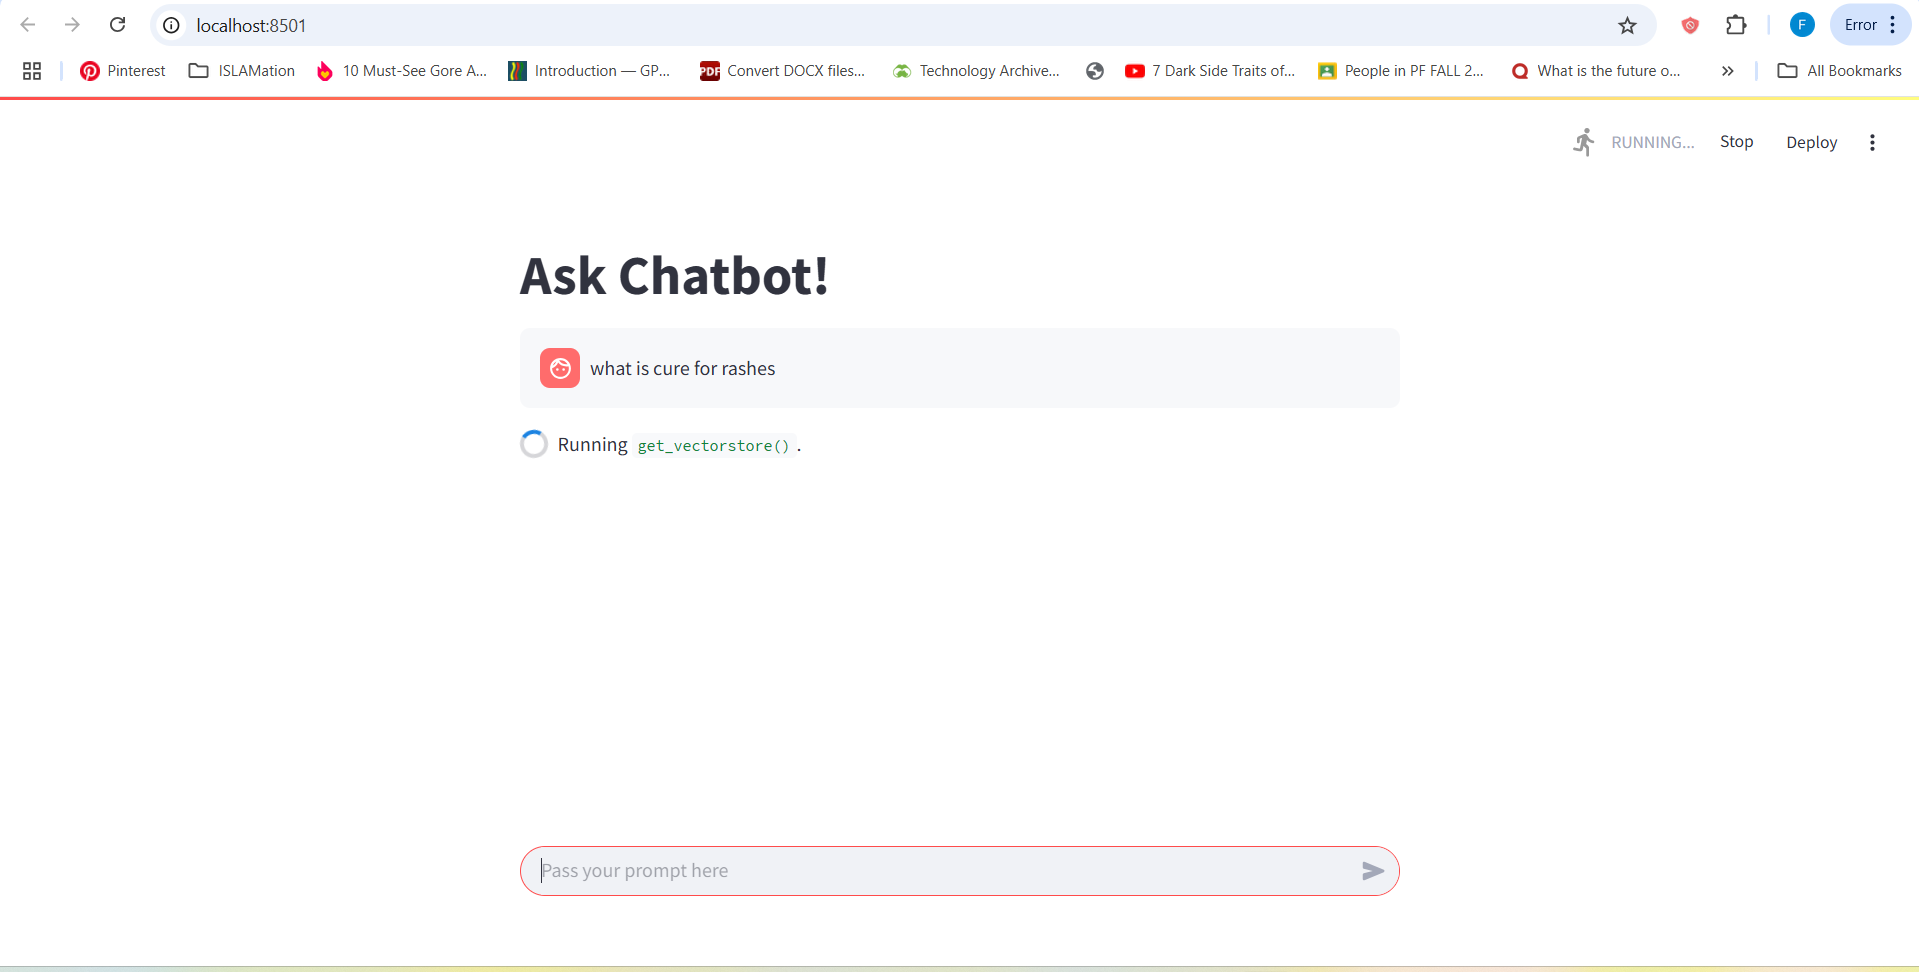 localhost:8501
F
Error
Pinterest
ISLAMation
10 Must-See Gore A...
Introduction — GP...
PDF
Convert DOCX files...
Technology Archive...
7 Dark Side Traits of...
People in PF FALL 2...
What is the future o...
All Bookmarks
RUNNING...
Stop
Deploy
Ask Chatbot!
what is cure for rashes
Running get_vectorstore().
Pass your prompt here